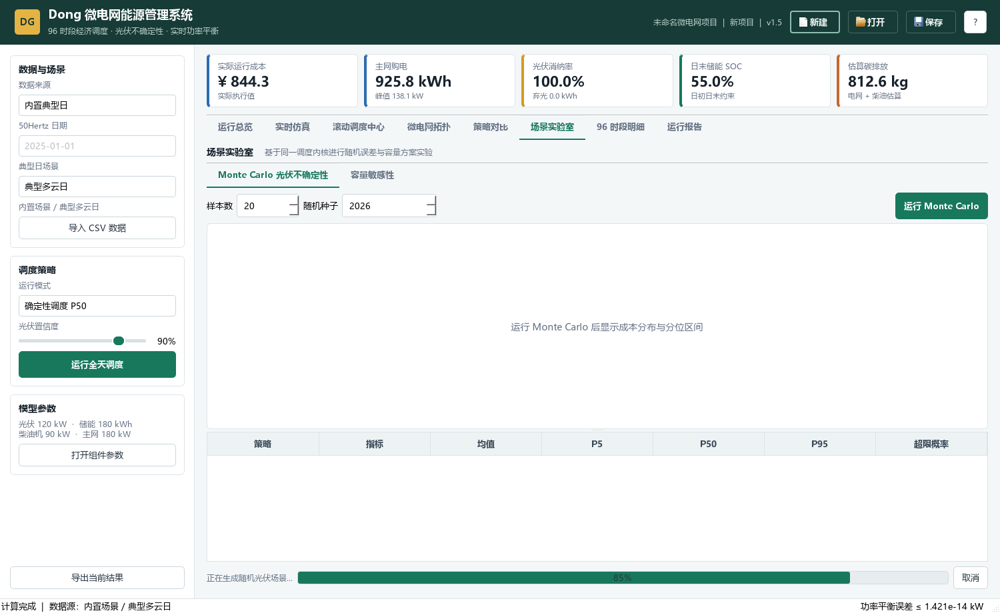 DG
Dong 微电网能源管理系统
96 时段经济调度 · 光伏不确定性 · 实时功率平衡
未命名微电网项目 | 新项目 | v1.5
新建
打开
保存
?
数据与场景
数据来源
内置典型日
50Hertz 日期
2025-01-01
典型日场景
典型多云日
内置场景 / 典型多云日
导入 CSV 数据
调度策略
运行模式
确定性调度 P50
光伏置信度
90%
运行全天调度
模型参数
光伏 120 kW · 储能 180 kWh
柴油机 90 kW · 主网 180 kW
打开组件参数
导出当前结果
实际运行成本
¥ 844.3
实际执行值
主网购电
925.8 kWh
峰值 138.1 kW
光伏消纳率
100.0%
弃光 0.0 kWh
日末储能 SOC
55.0%
日初日末约束
估算碳排放
812.6 kg
电网 + 柴油估算
运行总览 实时仿真 滚动调度中心 微电网拓扑 策略对比 场景实验室 96 时段明细 运行报告
场景实验室 基于同一调度内核进行随机误差与容量方案实验
Monte Carlo 光伏不确定性 容量敏感性
样本数 20 随机种子 2026 运行 Monte Carlo
运行 Monte Carlo 后显示成本分布与分位区间
策略 指标 均值 P5 P50 P95 超限概率
正在生成随机光伏场景... 85% 取消
计算完成 | 数据源：内置场景 / 典型多云日 功率平衡误差 ≤ 1.421e-14 kW